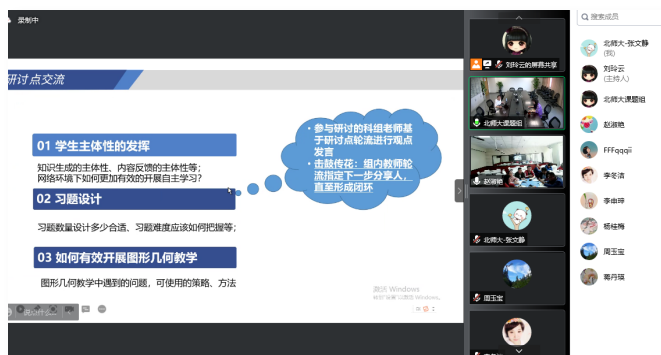 录制中
研讨点交流
01 学生主体性的发挥
知识生成的主体性、内容反馈的主体性等；
网络环境下如何更加有效的开展自主学习？
02 习题设计
习题数量设计多少合适、习题难度应该如何把握等；
03 如何有效开展图形几何教学
图形几何教学中遇到的问题，可使用的策略、方法
• 参与研讨的科组老师基
于研讨点轮流进行观点
发言
• 击鼓传花：组内教师轮
流指定下一步分享人，
直至形成闭环
激活 Windows
说点什么...
刘玲云的屏幕共享
北师大课题组
赵淑艳
北师大-张文静
周玉宝
搜索成员
北师大-张文静
(我)
刘玲云
(主持人)
北师大课题组
赵淑艳
FFFqqqii
李冬洁
李申珅
杨桂梅
周玉宝
蒋丹瑛